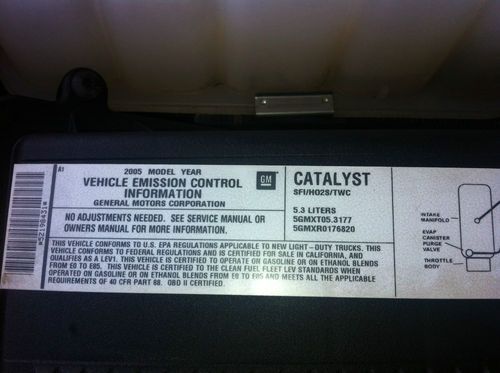 A1
2005 MODEL YEAR
VEHICLE EMISSION CONTROL
INFORMATION
GENERAL MOTORS CORPORATION
GM
NO ADJUSTMENTS NEEDED. SEE SERVICE MANUAL OR
OWNERS MANUAL FOR MORE INFORMATION.
THIS VEHICLE CONFORMS TO U.S. EPA REGULATIONS APPLICABLE TO NEW LIGHT-DUTY TRUCKS. THIS
VEHICLE CONFORMS TO FEDERAL REGULATIONS AND IS CERTIFIED FOR SALE IN CALIFORNIA, AND
QUALIFIES AS A LEV1. THIS VEHICLE IS CERTIFIED TO OPERATE ON GASOLINE OR ON ETHANOL BLENDS
FROM E0 TO E85. THIS VEHICLE IS CERTIFIED TO THE CLEAN FUEL FLEET LEV STANDARDS WHEN
OPERATED ON GASOLINE OR ON ETHANOL BLENDS FROM E0 TO E85 AND MEETS ALL THE APPLICABLE
REQUIREMENTS OF 40 CFR PART 88. OBD II CERTIFIED.
CATALYST
SFI/HO2S/TWC
5.3 LITERS
5GMXT05.3177
5GMXR0176820
INTAKE
MANIFOLD
EVAP
CANISTER
PURGE
VALVE
THROTTLE
BODY